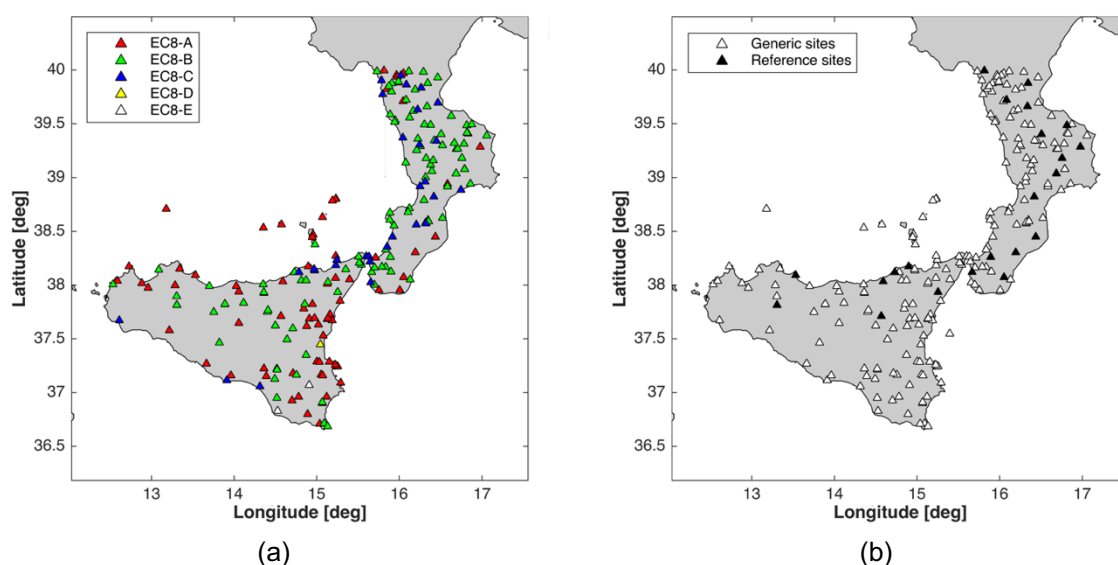 EC8-A
EC8-B
EC8-C
EC8-D
EC8-E
40
39.5
39
38.5
38
37.5
37
36.5
Latitude [deg]
13 14 15 16 17
Longitude [deg]
(a)
Generic sites
Reference sites
40
39.5
39
38.5
38
37.5
37
36.5
Latitude [deg]
13 14 15 16 17
Longitude [deg]
(b)